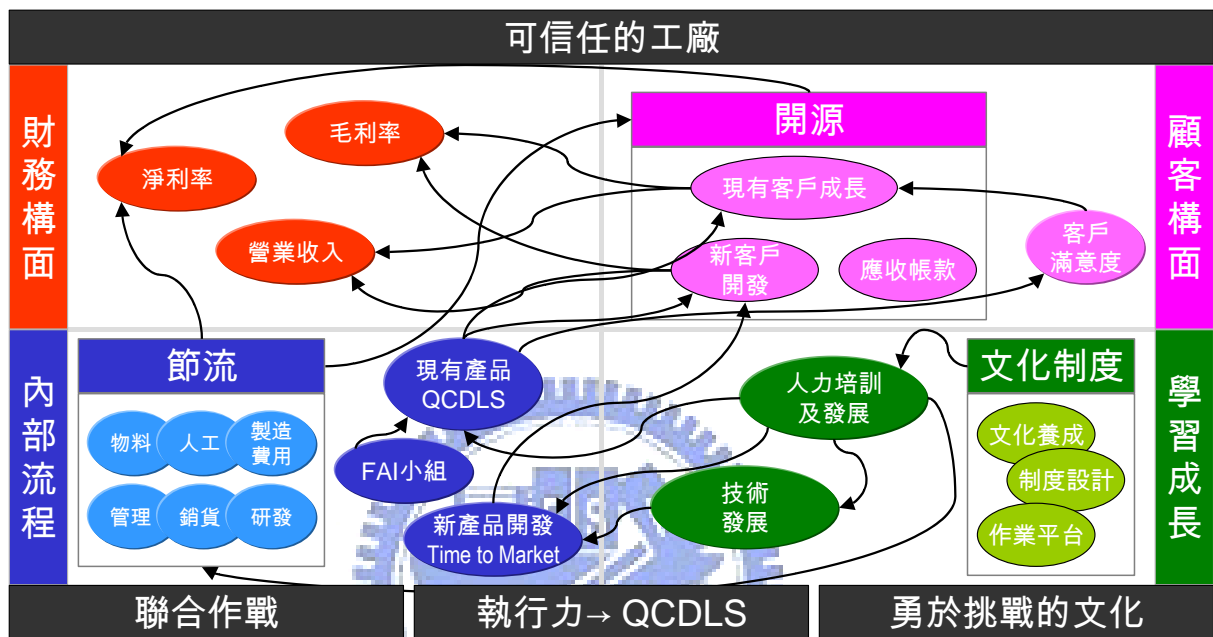 可信任的工廠
財務構面
淨利率
毛利率
營業收入
開源
現有客戶成長
新客戶
開發
應收帳款
客戶
滿意度
顧客構面
內部流程
節流
物料
人工
製造
費用
管理
銷貨
研發
現有產品
QCDLS
FAI小組
新產品開發
Time to Market
人力培訓
及發展
技術
發展
文化制度
文化養成
制度設計
作業平台
學習成長
聯合作戰
執行力→ QCDLS
勇於挑戰的文化